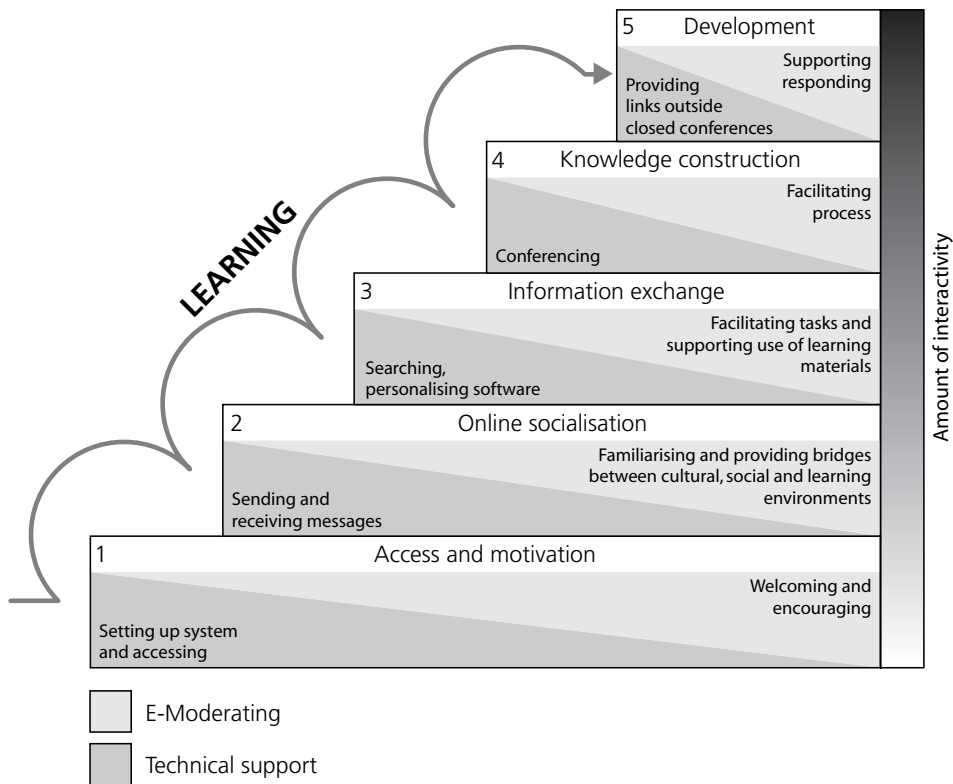 5 Development
Supporting
responding
Providing
links outside
closed conferences
4 Knowledge construction
Facilitating
process
Conferencing
LEARNING
3 Information exchange
Facilitating tasks and
supporting use of learning
materials
Searching,
personalising software
2 Online socialisation
Familiarising and providing bridges
between cultural, social and learning
environments
Sending and
receiving messages
1 Access and motivation
Welcoming and
encouraging
Setting up system
and accessing
Amount of interactivity
E-Moderating
Technical support